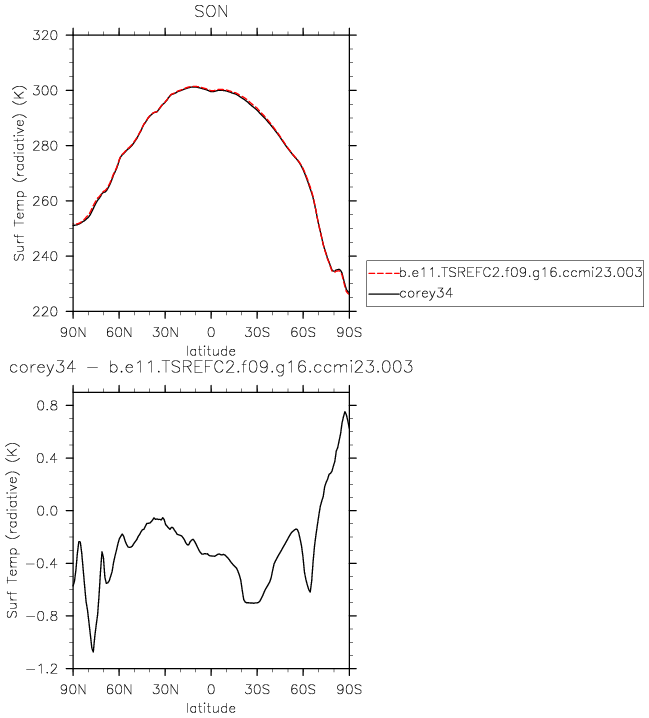 SON
320
300
280
260
240
220
Surf Temp (radiative) (K)
90N 60N 30N 0 30S 60S 90S
latitude
b.e11.TSREFC2.f09.g16.ccmi23.003
corey34
corey34 − b.e11.TSREFC2.f09.g16.ccmi23.003
0.8
0.4
0.0
−0.4
−0.8
−1.2
Surf Temp (radiative) (K)
90N 60N 30N 0 30S 60S 90S
latitude